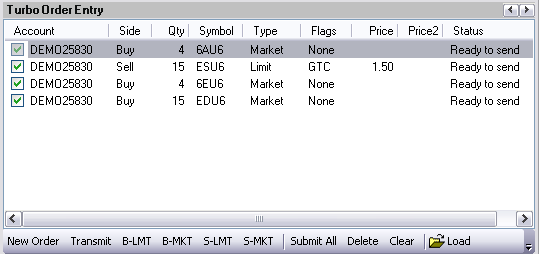 Turbo Order Entry
Account Side Qty Symbol Type Flags Price Price2 Status
DEMO25830 Buy 4 6AU6 Market None Ready to send
DEMO25830 Sell 15 ESU6 Limit GTC 1.50 Ready to send
DEMO25830 Buy 4 6EU6 Market None Ready to send
DEMO25830 Buy 15 EDU6 Market None Ready to send
New Order Transmit B-LMT B-MKT S-LMT S-MKT Submit All Delete Clear Load